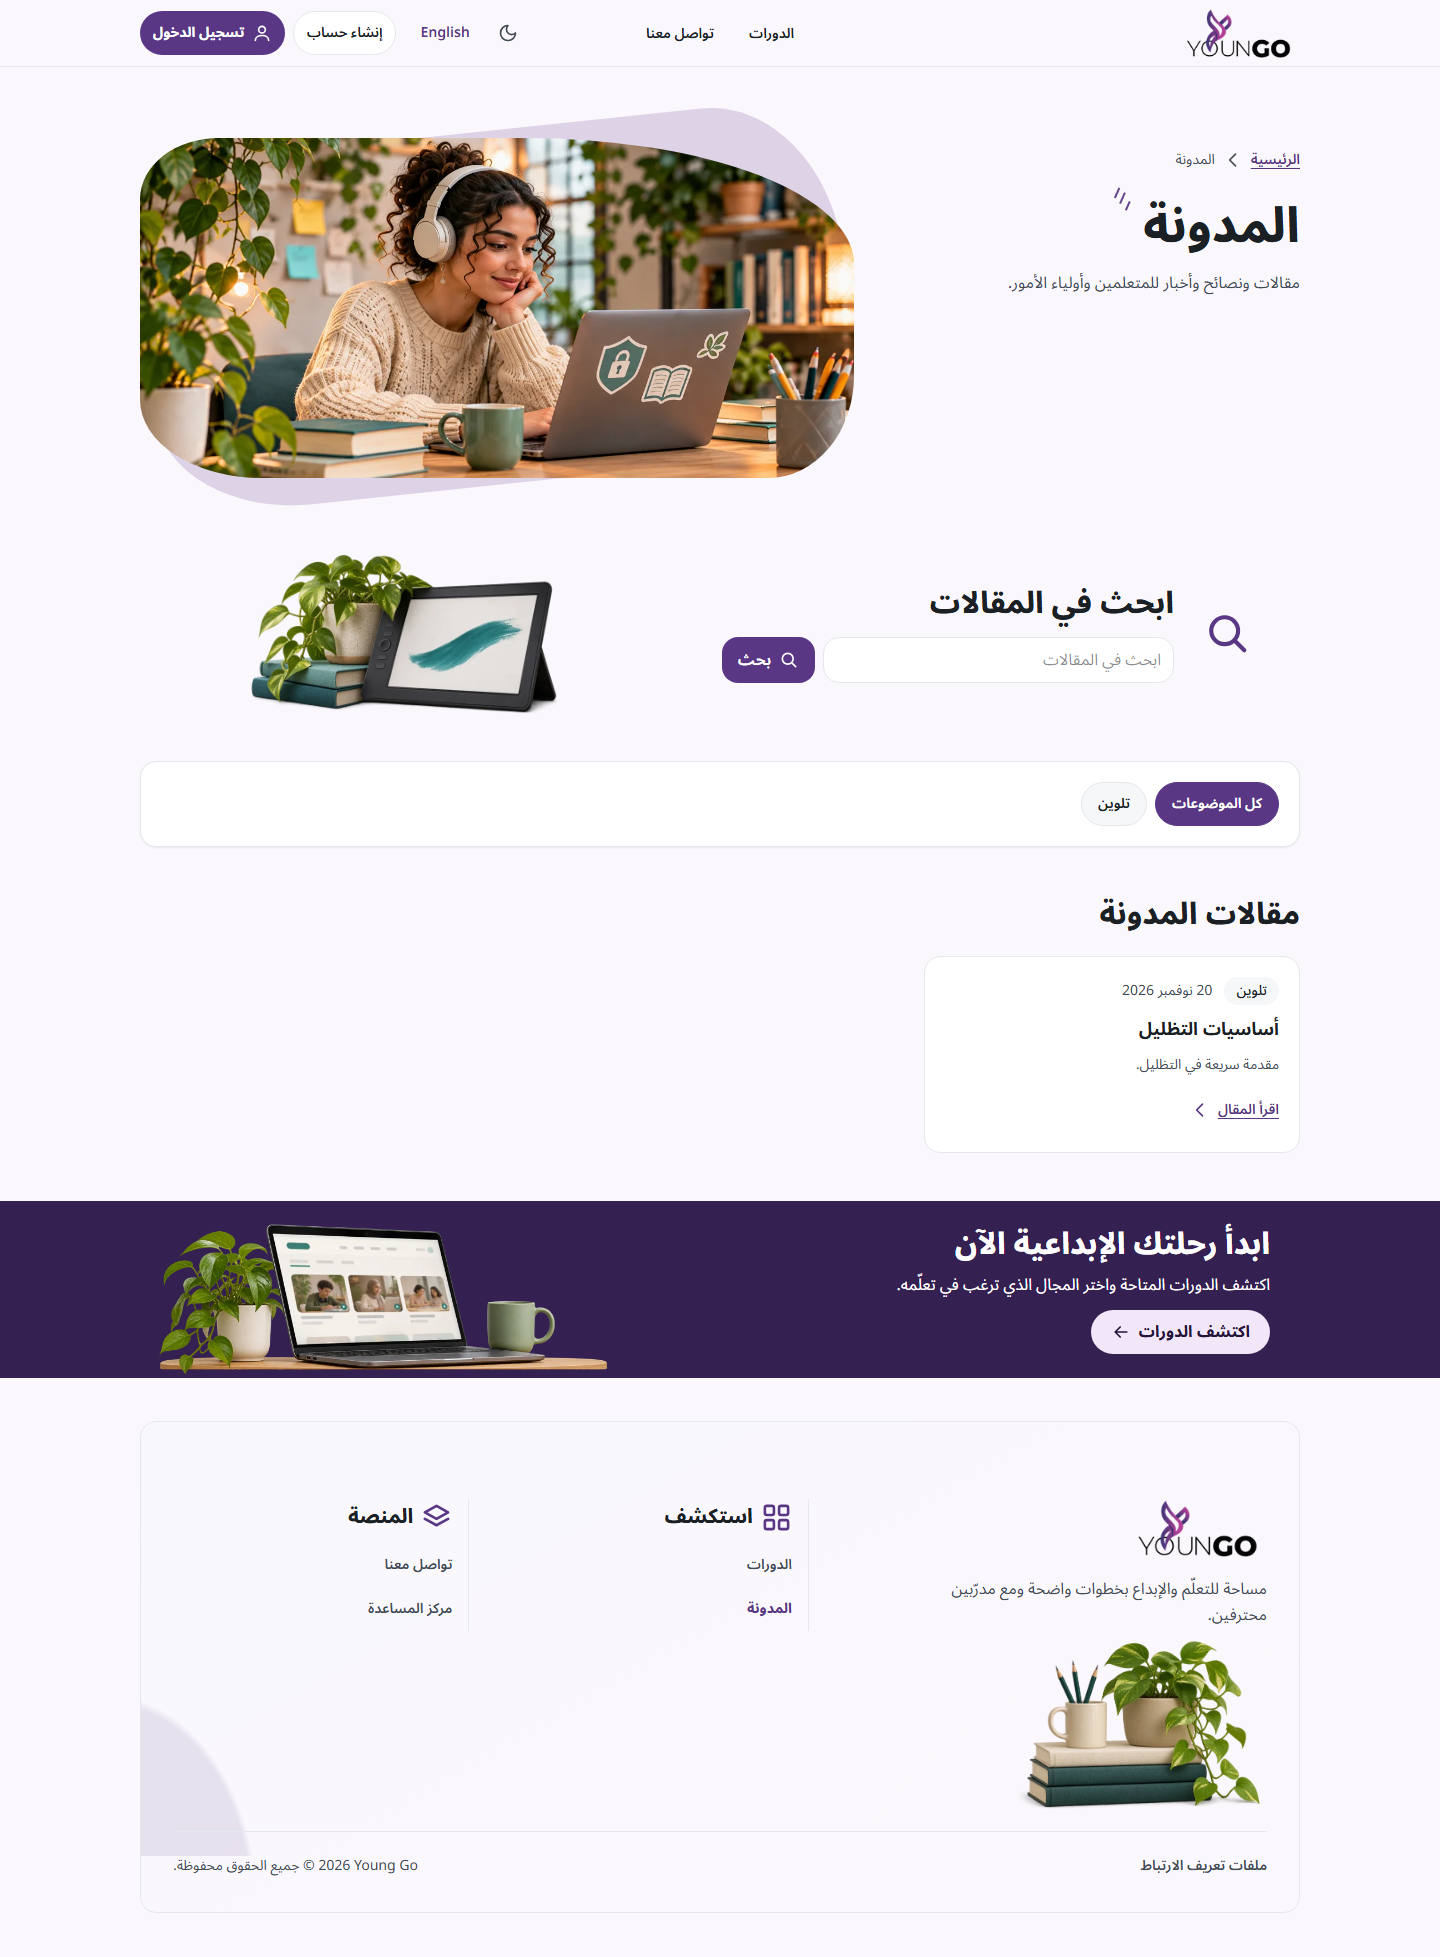 YOUNGO
الدورات
تواصل معنا
English
إنشاء حساب
تسجيل الدخول
الرئيسية
المدونة
المدونة
مقالات ونصائح وأخبار للمتعلمين وأولياء الأمور.
ابحث في المقالات
ابحث في المقالات
بحث
كل الموضوعات
تلوين
مقالات المدونة
تلوين
20 نوفمبر 2026
أساسيات التظليل
مقدمة سريعة في التظليل.
اقرأ المقال
ابدأ رحلتك الإبداعية الآن
اكتشف الدورات المتاحة واختر المجال الذي ترغب في تعلّمه.
اكتشف الدورات
YOUNGO
مساحة للتعلّم والإبداع بخطوات واضحة ومع مدرّبين
محترفين.
استكشف
الدورات
المدونة
المنصة
تواصل معنا
مركز المساعدة
ملفات تعريف الارتباط
2026 Young Go © جميع الحقوق محفوظة.